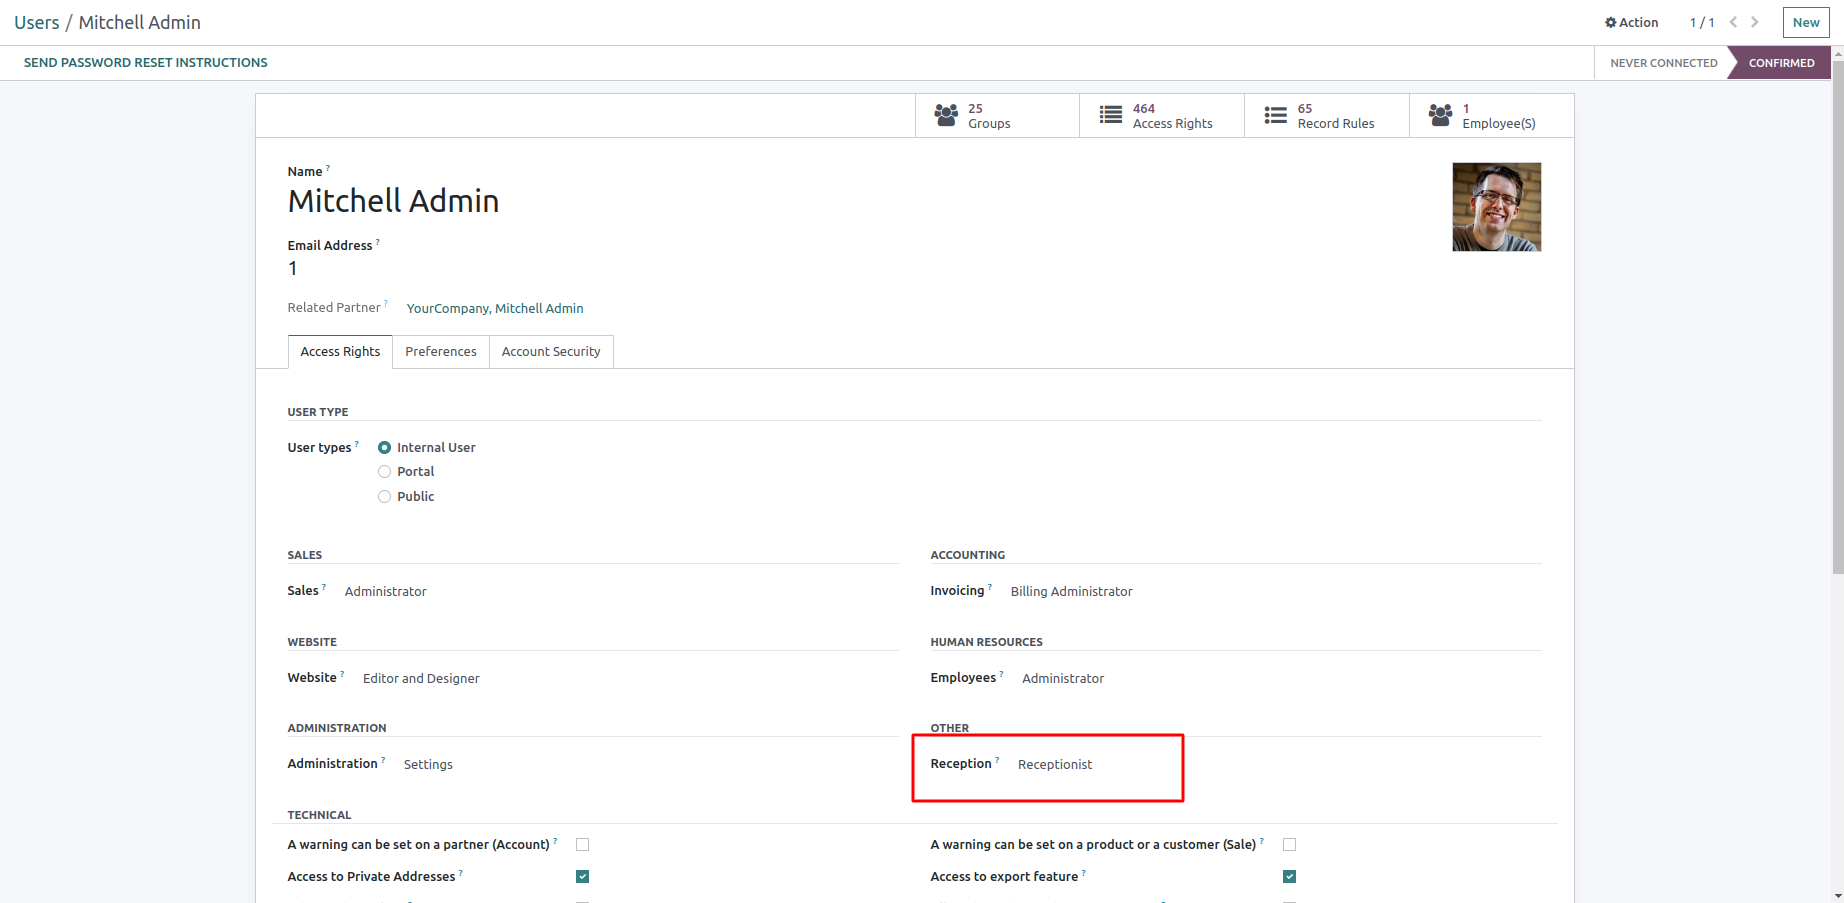 Users / Mitchell Admin
Action
1 / 1
New
SEND PASSWORD RESET INSTRUCTIONS
NEVER CONNECTED
CONFIRMED
25
Groups
464
Access Rights
65
Record Rules
1
Employee(S)
Name ?
Mitchell Admin
Email Address ?
1
Related Partner ? YourCompany, Mitchell Admin
Access Rights
Preferences
Account Security
USER TYPE
User types ?
Internal User
Portal
Public
SALES
Sales ? Administrator
ACCOUNTING
Invoicing ? Billing Administrator
WEBSITE
Website ? Editor and Designer
HUMAN RESOURCES
Employees ? Administrator
ADMINISTRATION
Administration ? Settings
OTHER
Reception ? Receptionist
TECHNICAL
A warning can be set on a partner (Account) ?
A warning can be set on a product or a customer (Sale) ?
Access to Private Addresses ?
Access to export feature ?